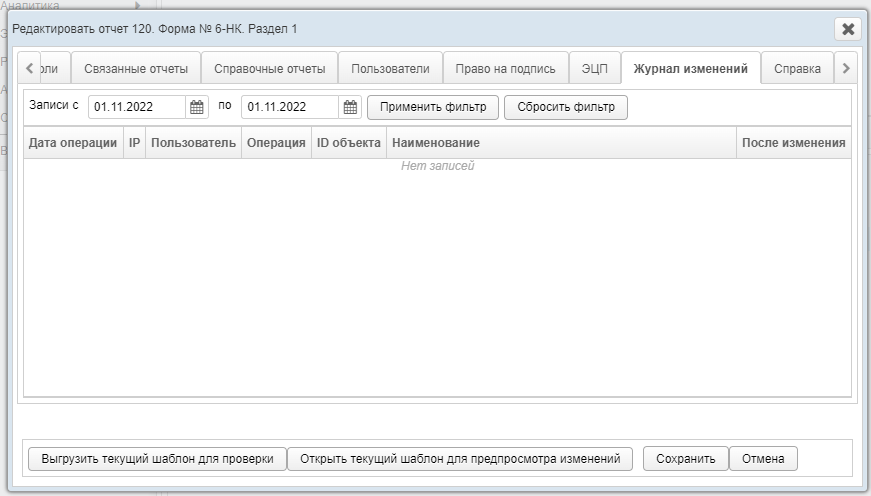 Аналитика
Редактировать отчет 120. Форма № 6-НК. Раздел 1
оли Связанные отчеты Справочные отчеты Пользователи Право на подпись ЭЦП Журнал изменений Справка
Записи с 01.11.2022 по 01.11.2022 Применить фильтр Сбросить фильтр
Дата операции IP Пользователь Операция ID объекта Наименование После изменения
Нет записей
Выгрузить текущий шаблон для проверки Открыть текущий шаблон для предпросмотра изменений Сохранить Отмена